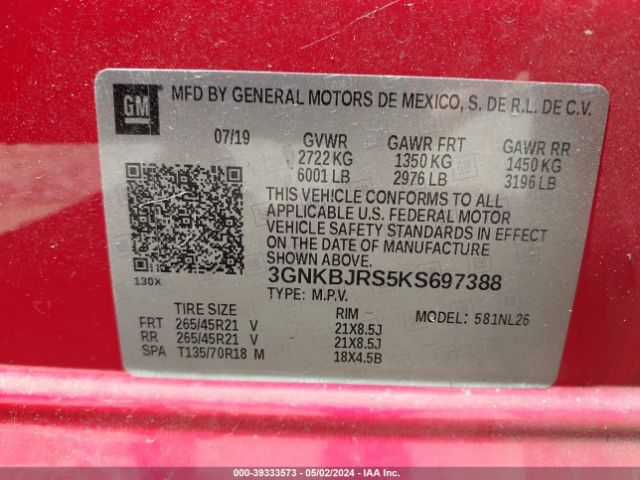 GM MFD BY GENERAL MOTORS DE MEXICO, S. DE R.L. DE C.V.
07/19 GVWR GAWR FRT GAWR RR
2722 KG 1350 KG 1450 KG
6001 LB 2976 LB 3196 LB
THIS VEHICLE CONFORMS TO ALL
APPLICABLE U.S. FEDERAL MOTOR
VEHICLE SAFETY STANDARDS IN EFFECT
ON THE DATE OF MANUFACTURE
SHOWN ABOVE.
130X
3GNKBJRS5KS697388
TYPE: M.P.V.
TIRE SIZE RIM MODEL: 581NL26
FRT 265/45R21 V 21X8.5J
RR 265/45R21 V 21X8.5J
SPA T135/70R18 M 18X4.5B
000-39333573 - 05/02/2024 - IAA Inc.